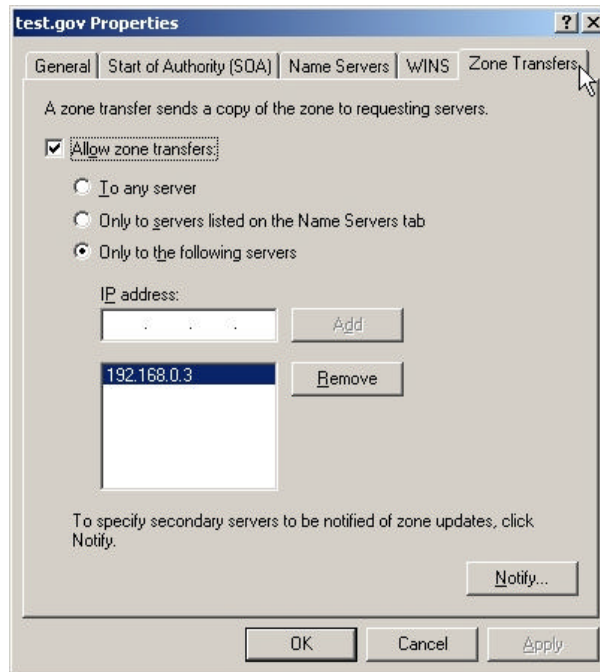 test.gov Properties
General Start of Authority (SOA) Name Servers WINS Zone Transfers
A zone transfer sends a copy of the zone to requesting servers.
Allow zone transfers:
To any server
Only to servers listed on the Name Servers tab
Only to the following servers
IP address:
. . .
Add
192.168.0.3
Remove
To specify secondary servers to be notified of zone updates, click
Notify.
Notify...
OK Cancel Apply